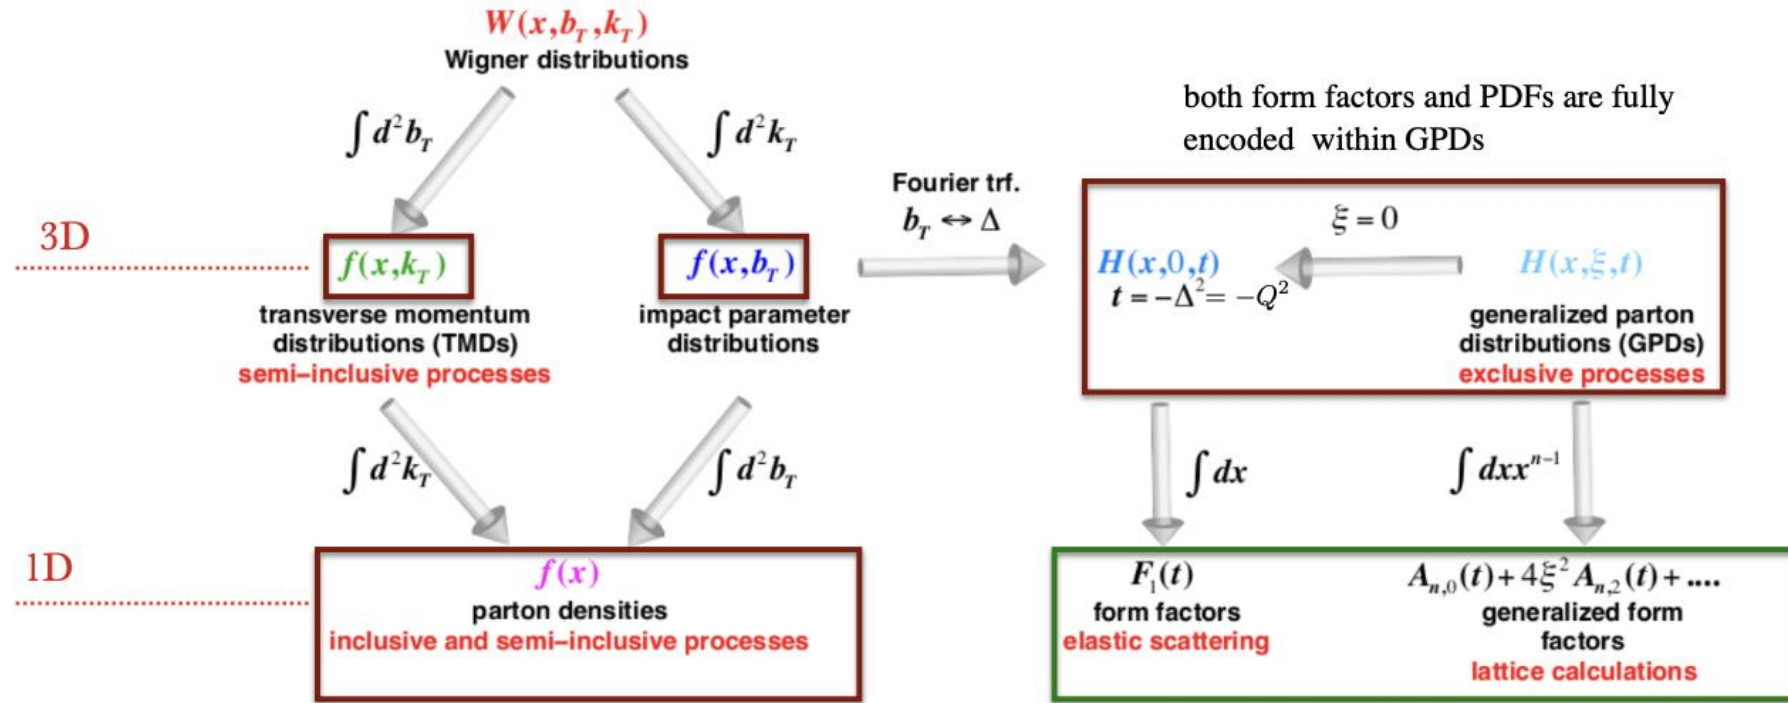 W(x,b_T,k_T)
Wigner distributions
∫d²b_T
∫d²k_T
both form factors and PDFs are fully
encoded within GPDs
Fourier trf.
b_T ↔ Δ
ξ = 0
3D
f(x,k_T)
f(x,b_T)
H(x,0,t)
H(x,ξ,t)
t = −Δ² = −Q²
transverse momentum
distributions (TMDs)
semi–inclusive processes
impact parameter
distributions
generalized parton
distributions (GPDs)
exclusive processes
∫d²k_T
∫d²b_T
∫dx
∫dxx^{n−1}
1D
f(x)
parton densities
inclusive and semi–inclusive processes
F₁(t)
form factors
elastic scattering
A_{n,0}(t) + 4ξ² A_{n,2}(t) + ....
generalized form
factors
lattice calculations